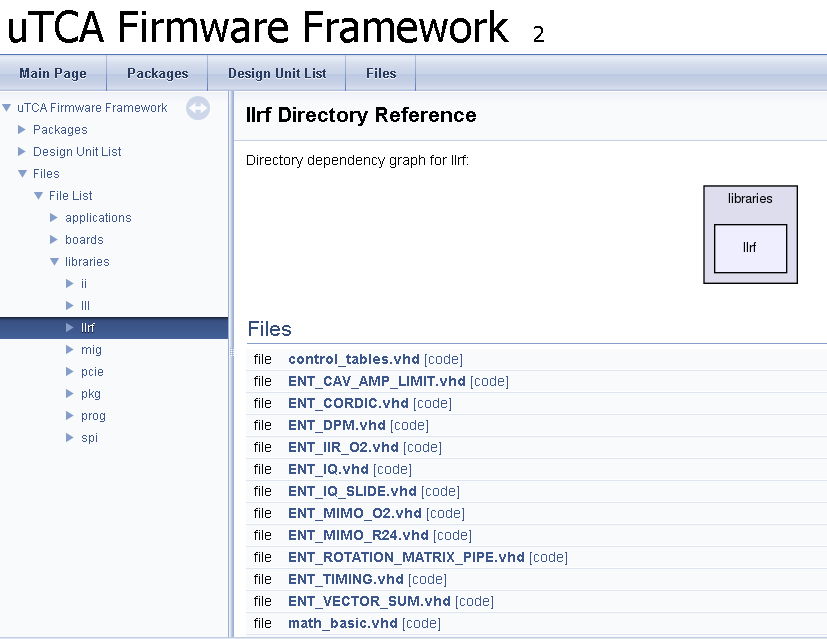 uTCA Firmware Framework 2
Main Page Packages Design Unit List Files
uTCA Firmware Framework
Packages
Design Unit List
Files
File List
applications
boards
libraries
ii
lll
llrf
mig
pcie
pkg
prog
spi
llrf Directory Reference
Directory dependency graph for llrf:
libraries
llrf
Files
file control_tables.vhd [code]
file ENT_CAV_AMP_LIMIT.vhd [code]
file ENT_CORDIC.vhd [code]
file ENT_DPM.vhd [code]
file ENT_IIR_O2.vhd [code]
file ENT_IQ.vhd [code]
file ENT_IQ_SLIDE.vhd [code]
file ENT_MIMO_O2.vhd [code]
file ENT_MIMO_R24.vhd [code]
file ENT_ROTATION_MATRIX_PIPE.vhd [code]
file ENT_TIMING.vhd [code]
file ENT_VECTOR_SUM.vhd [code]
file math_basic.vhd [code]